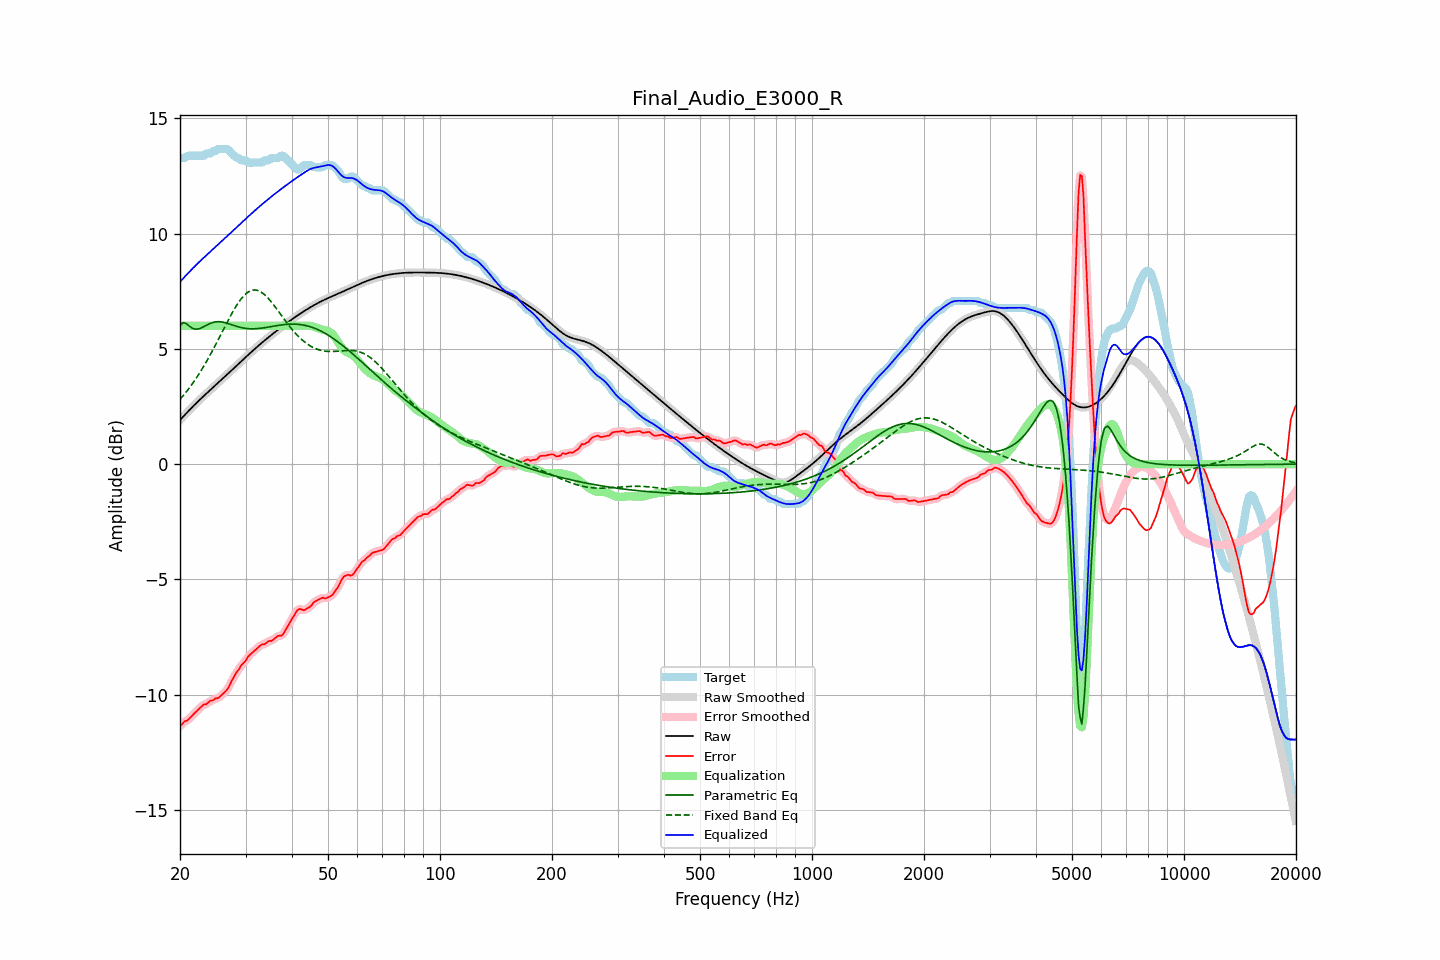 Final_Audio_E3000_R
15
10
5
0
−5
−10
−15
Amplitude (dBr)
Target
Raw Smoothed
Error Smoothed
Raw
Error
Equalization
Parametric Eq
Fixed Band Eq
Equalized
20 50 100 200 500 1000 2000 5000 10000 20000
Frequency (Hz)